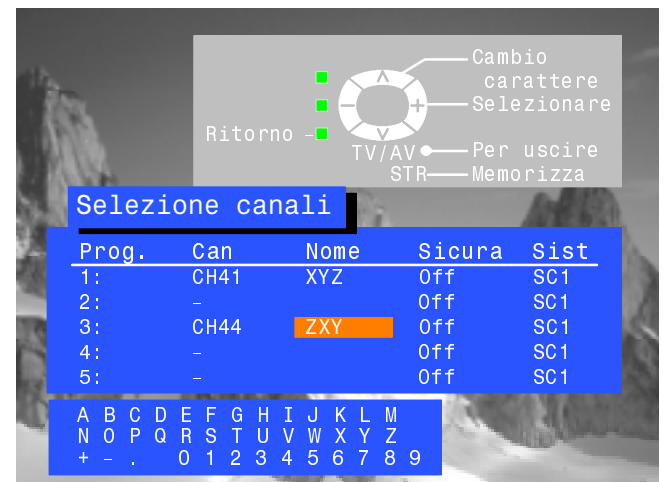 Cambio
carattere
Selezionare
Ritorno –
TV/AV Per uscire
STR Memorizza
Selezione canali
Prog. Can Nome Sicura Sist
1: CH41 XYZ Off SC1
2: – Off SC1
3: CH44 ZXY Off SC1
4: – Off SC1
5: – Off SC1
A B C D E F G H I J K L M
N O P Q R S T U V W X Y Z
+ – . 0 1 2 3 4 5 6 7 8 9